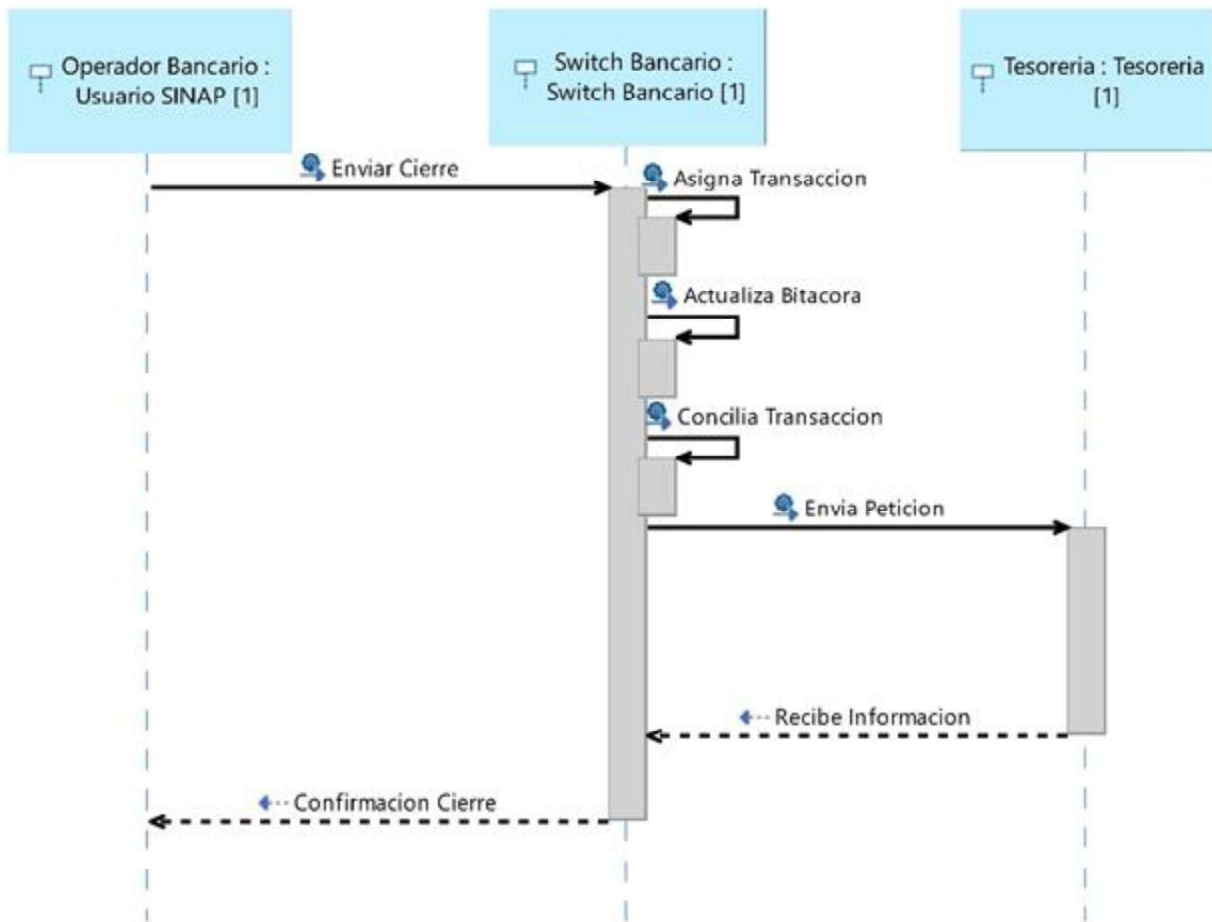 Operador Bancario :
Usuario SINAP [1]
Switch Bancario :
Switch Bancario [1]
Tesoreria : Tesoreria
[1]
Enviar Cierre
Asigna Transaccion
Actualiza Bitacora
Concilia Transaccion
Envia Peticion
Recibe Informacion
Confirmacion Cierre